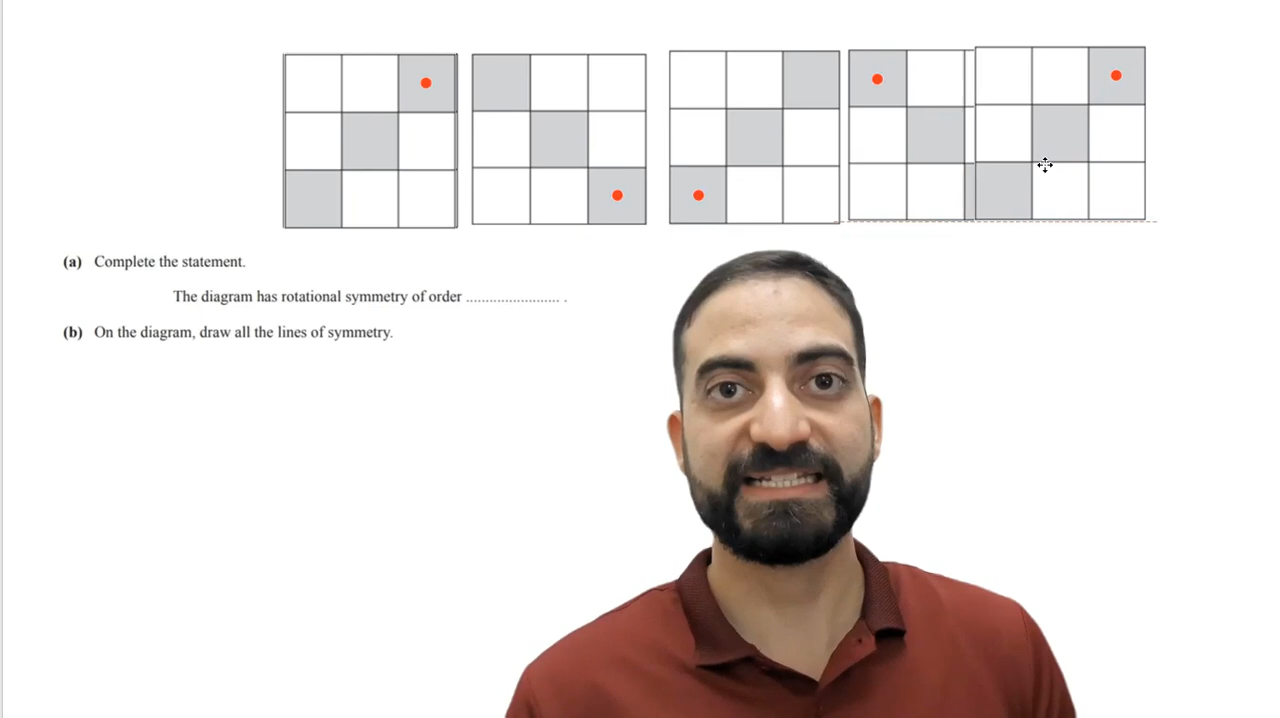 (a) Complete the statement.
The diagram has rotational symmetry of order ........................ .
(b) On the diagram, draw all the lines of symmetry.